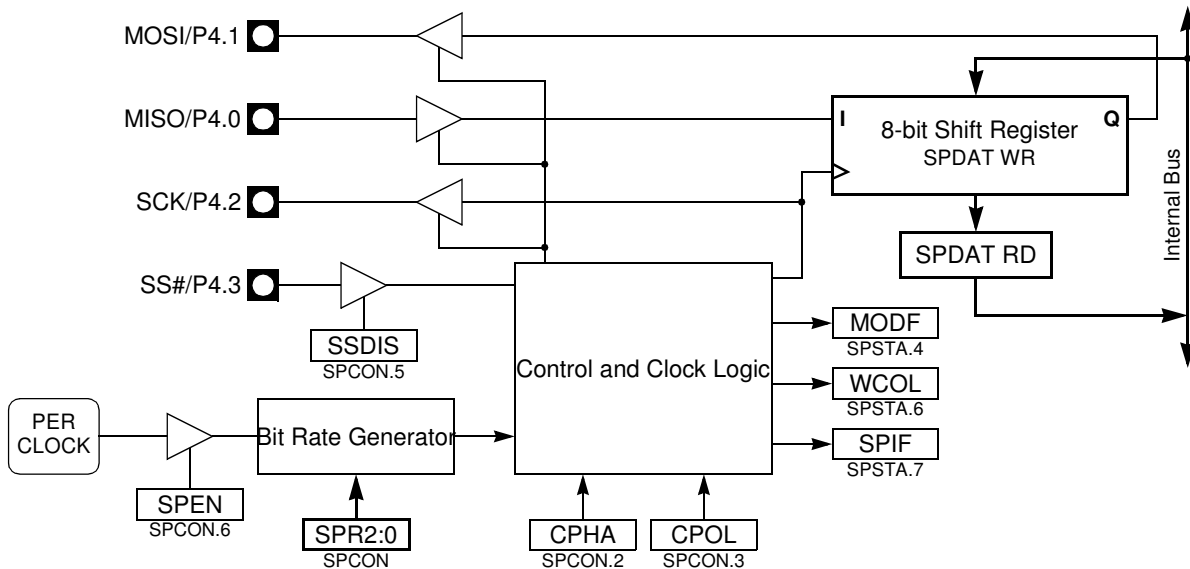 MOSI/P4.1
MISO/P4.0
I
8-bit Shift Register
Q
SPDAT WR
SCK/P4.2
Internal Bus
SPDAT RD
SS#/P4.3
SSDIS
SPCON.5
Control and Clock Logic
MODF
SPSTA.4
WCOL
SPSTA.6
SPIF
SPSTA.7
PER
CLOCK
Bit Rate Generator
SPEN
SPCON.6
SPR2:0
SPCON
CPHA
SPCON.2
CPOL
SPCON.3